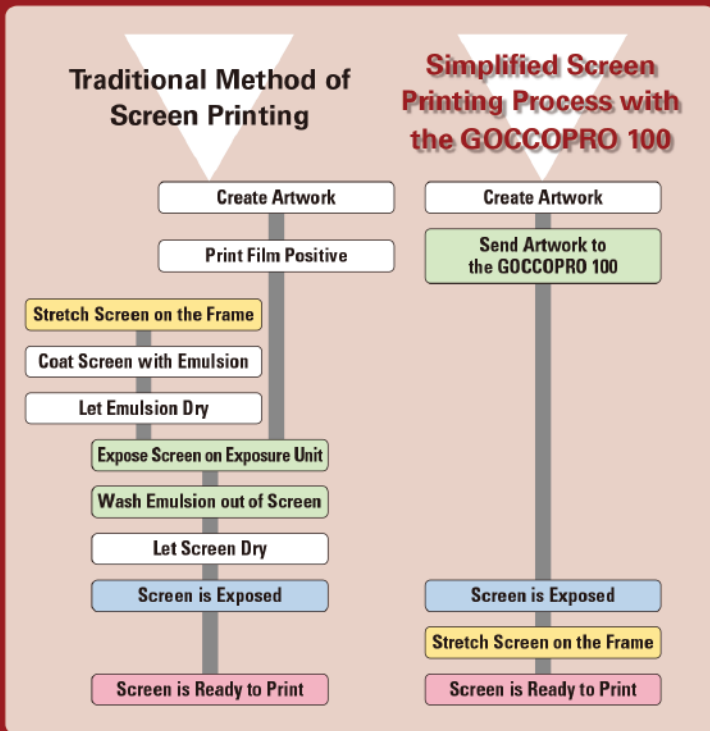 Traditional Method of
Screen Printing
Create Artwork
Print Film Positive
Stretch Screen on the Frame
Coat Screen with Emulsion
Let Emulsion Dry
Expose Screen on Exposure Unit
Wash Emulsion out of Screen
Let Screen Dry
Screen is Exposed
Screen is Ready to Print
Simplified Screen
Printing Process with
the GOCCOPRO 100
Create Artwork
Send Artwork to
the GOCCOPRO 100
Screen is Exposed
Stretch Screen on the Frame
Screen is Ready to Print